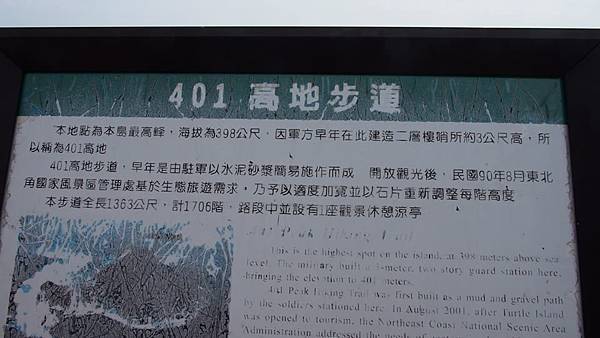 401 高地步道
本地點為本島最高峰，海拔為398公尺，因軍方早年在此建造二層樓哨所約3公尺高，所
以稱為401高地
401高地步道，早年是由駐軍以水泥砂漿簡易施作而成 開放觀光後，民國90年8月東北
角國家風景區管理處基於生態旅遊需求，乃予以適度加寬並以石片重新調整每階高度
本步道全長1363公尺，計1706階，路段中並設有1座觀景休憩涼亭
This is the highest spot on the island, at 398 meters above sea
level. The military built a 3-meter, two story guard station here,
bringing the elevation to 401 meters.
401 Peak Hiking Trail was first built as a mud and gravel path
by the soldiers stationed here. In August 2001, after Turtle Island
was opened to tourism, the Northeast Coast National Scenic Area
Administration addressed the needs of